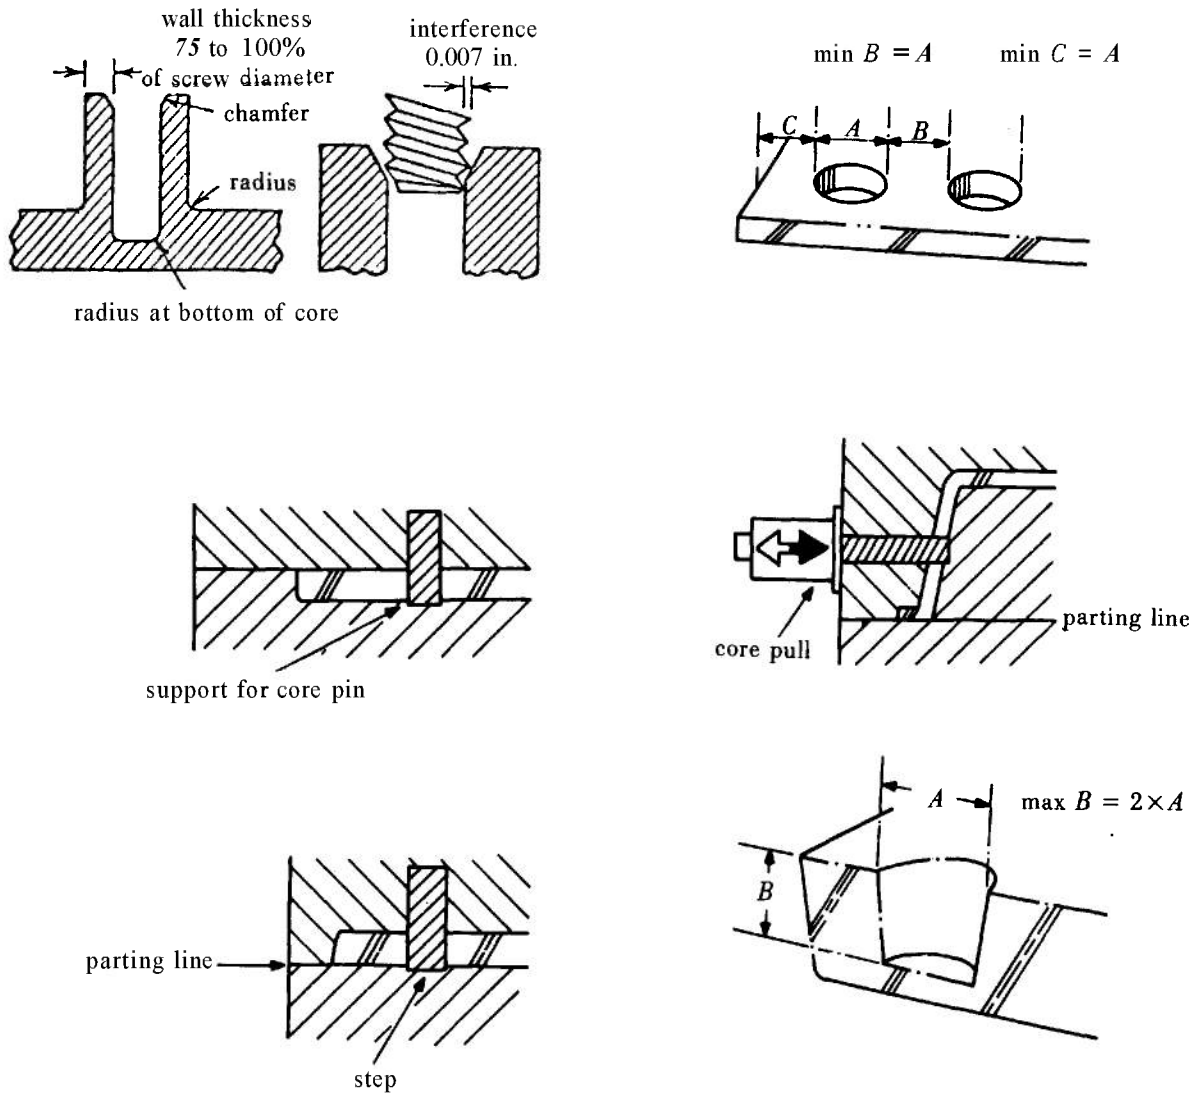 wall thickness
75 to 100%
of screw diameter
chamfer
radius
radius at bottom of core
interference
0.007 in.
min B = A
min C = A
C
A
B
support for core pin
core pull
parting line
parting line
step
A
max B = 2×A
B